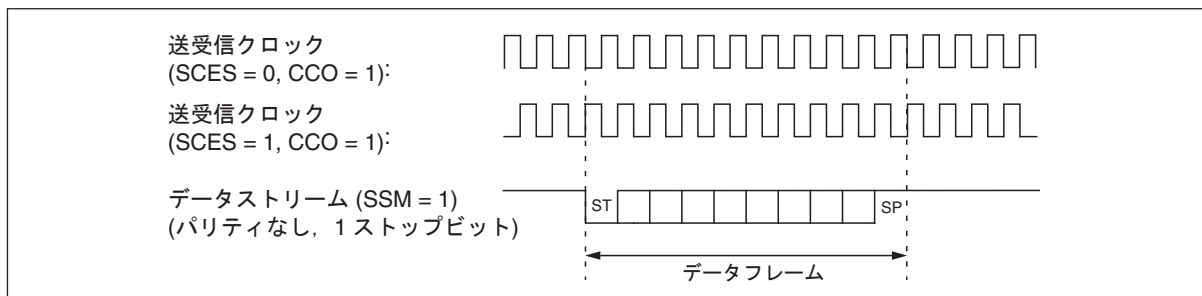 送受信クロック
(SCES = 0, CCO = 1):
送受信クロック
(SCES = 1, CCO = 1):
データストリーム (SSM = 1)
(パリティなし, 1 ストップビット)
ST
SP
データフレーム